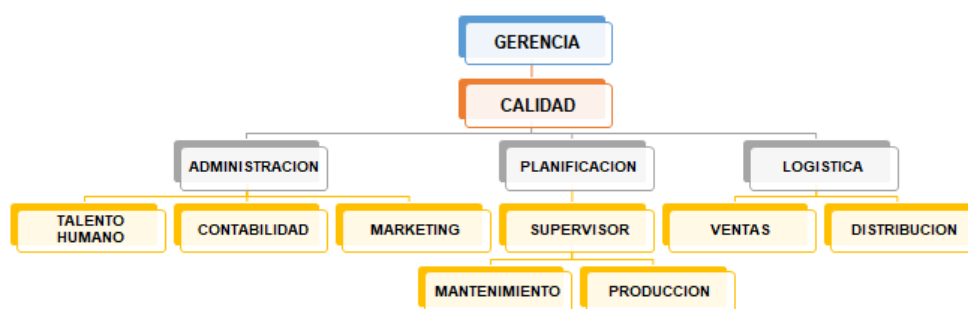 GERENCIA
CALIDAD
ADMINISTRACION
PLANIFICACION
LOGISTICA
TALENTO
HUMANO
CONTABILIDAD
MARKETING
SUPERVISOR
VENTAS
DISTRIBUCION
MANTENIMIENTO
PRODUCCION